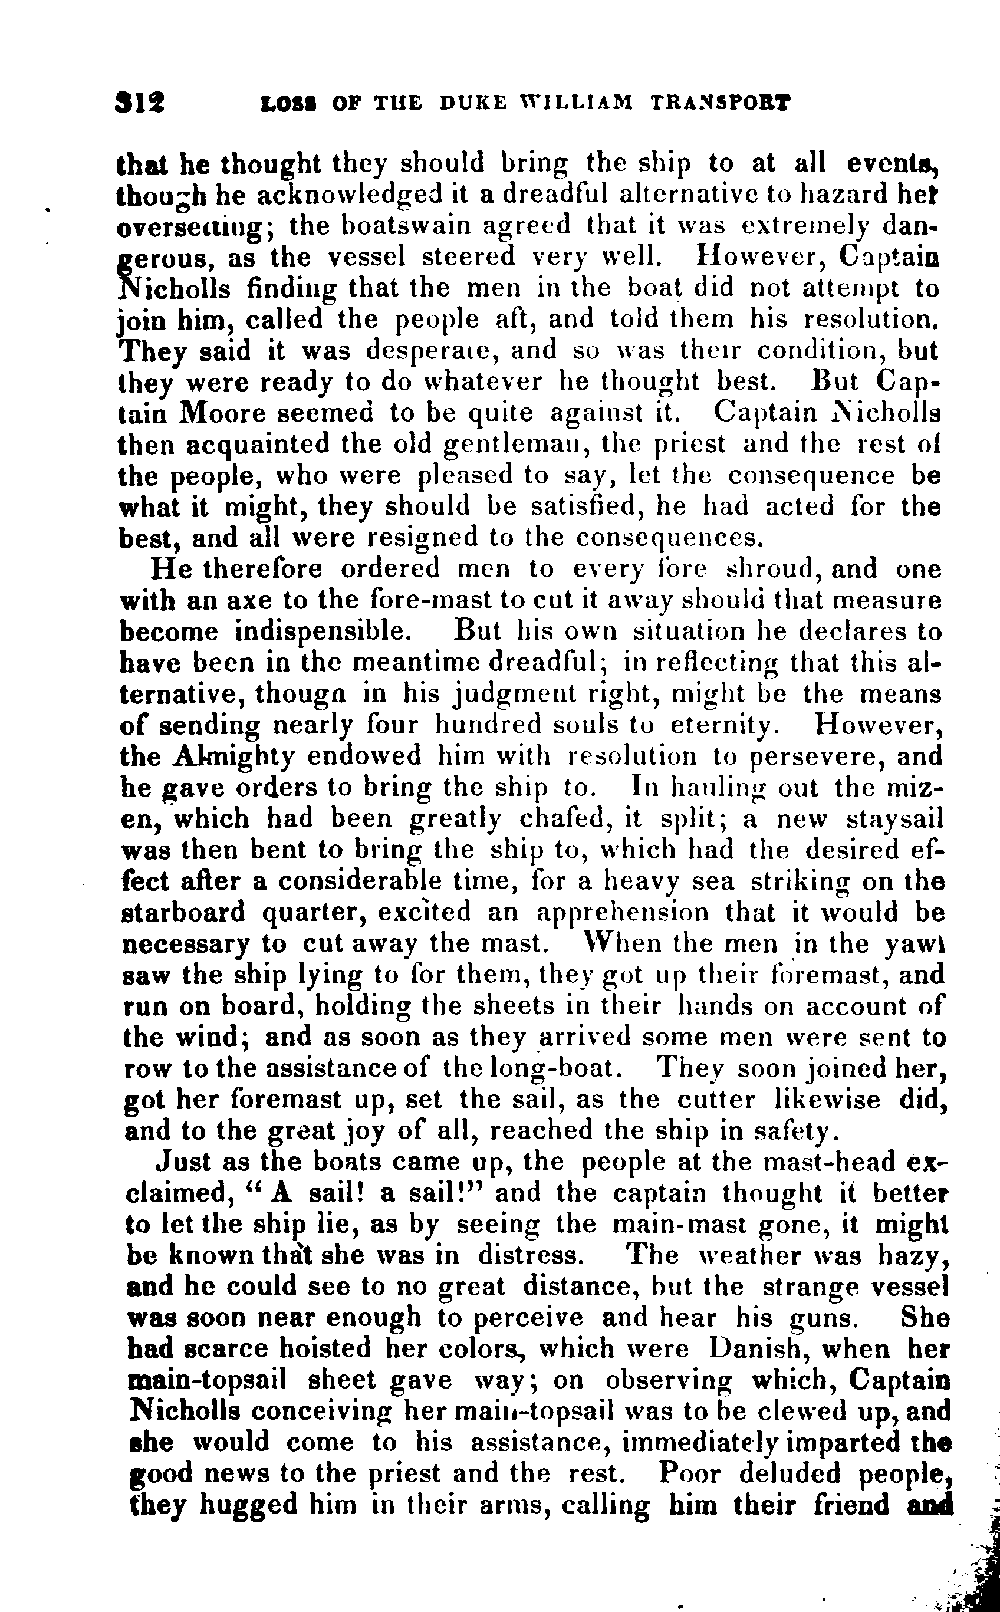 312 LOSS OF THE DUKE WILLIAM TRANSPORT
that he thought they should bring the ship to at all events,
though he acknowledged it a dreadful alternative to hazard her
oversetting; the boatswain agreed that it was extremely dan-
gerous, as the vessel steered very well. However, Captain
Nicholls finding that the men in the boat did not attempt to
join him, called the people aft, and told them his resolution.
They said it was desperate, and so was their condition, but
they were ready to do whatever he thought best. But Cap-
tain Moore seemed to be quite against it. Captain Nicholls
then acquainted the old gentleman, the priest and the rest of
the people, who were pleased to say, let the consequence be
what it might, they should be satisfied, he had acted for the
best, and all were resigned to the consequences.
He therefore ordered men to every fore shroud, and one
with an axe to the fore-mast to cut it away should that measure
become indispensible. But his own situation he declares to
have been in the meantime dreadful; in reflecting that this al-
ternative, though in his judgment right, might be the means
of sending nearly four hundred souls to eternity. However,
the Almighty endowed him with resolution to persevere, and
he gave orders to bring the ship to. In hauling out the miz-
en, which had been greatly chafed, it split; a new staysail
was then bent to bring the ship to, which had the desired ef-
fect after a considerable time, for a heavy sea striking on the
starboard quarter, excited an apprehension that it would be
necessary to cut away the mast. When the men in the yawl
saw the ship lying to for them, they got up their foremast, and
run on board, holding the sheets in their hands on account of
the wind; and as soon as they arrived some men were sent to
row to the assistance of the long-boat. They soon joined her,
got her foremast up, set the sail, as the cutter likewise did,
and to the great joy of all, reached the ship in safety.
Just as the boats came up, the people at the mast-head ex-
claimed, “ A sail! a sail!” and the captain thought it better
to let the ship lie, as by seeing the main-mast gone, it might
be known that she was in distress. The weather was hazy,
and he could see to no great distance, but the strange vessel
was soon near enough to perceive and hear his guns. She
had scarce hoisted her colors, which were Danish, when her
main-topsail sheet gave way; on observing which, Captain
Nicholls conceiving her main-topsail was to be clewed up, and
she would come to his assistance, immediately imparted the
good news to the priest and the rest. Poor deluded people,
they hugged him in their arms, calling him their friend and